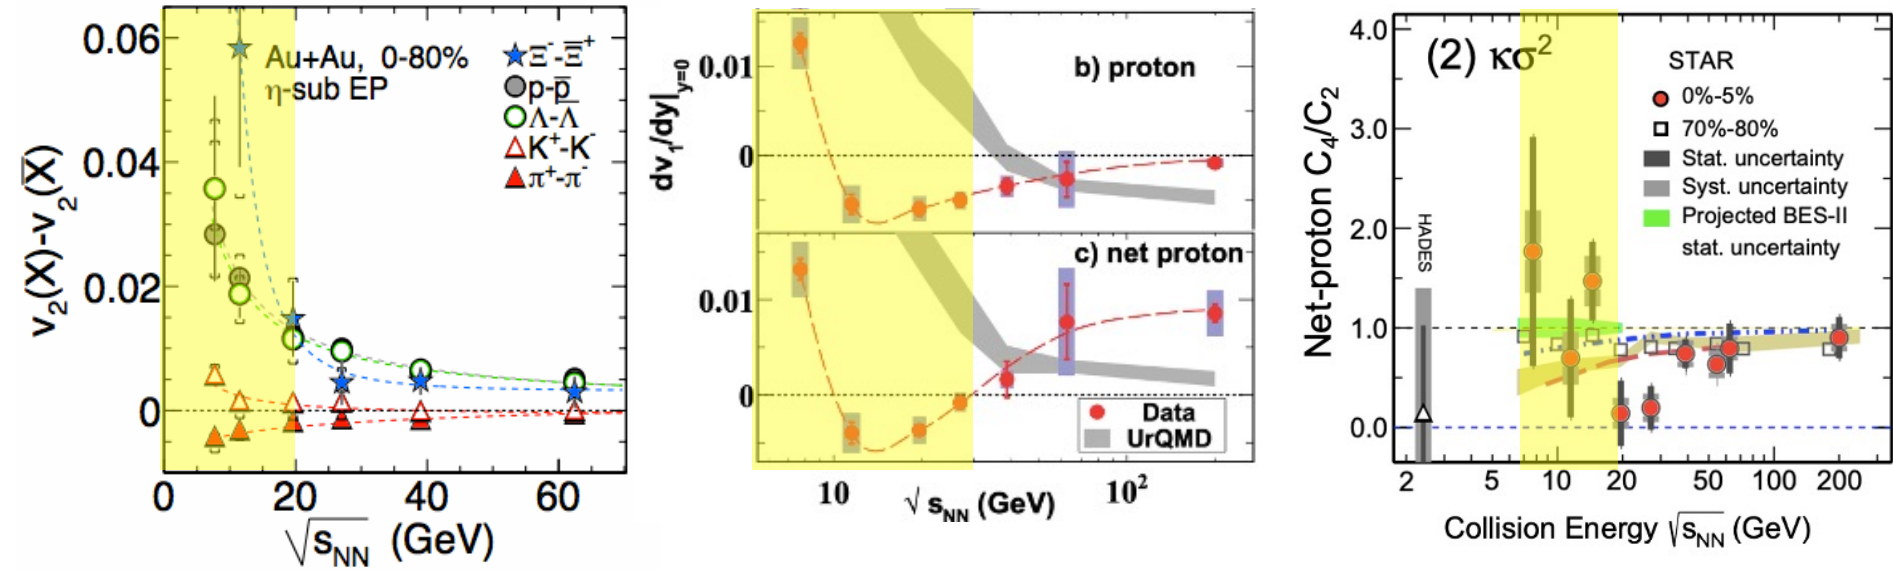 0.06
0.04
0.02
0
v₂(X)-v₂(X̅)
Au+Au, 0-80%
η-sub EP
Ξ⁻-Ξ̅⁺
p-p̅
Λ-Λ̅
K⁺-K⁻
π⁺-π⁻
0 20 40 60
√sNN (GeV)
dv₁/dy|y=0
0.01
0
b) proton
c) net proton
0.01
0
Data
UrQMD
10 10²
√sNN (GeV)
Net-proton C₄/C₂
4.0
3.0
2.0
1.0
0.0
(2) κσ²
STAR
0%-5%
70%-80%
Stat. uncertainty
Syst. uncertainty
Projected BES-II
stat. uncertainty
HADES
2 5 10 20 50 100 200
Collision Energy √sNN (GeV)